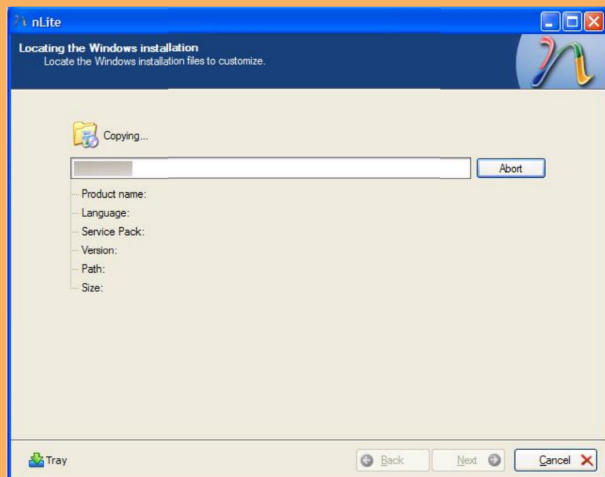 nLite
Locating the Windows installation
Locate the Windows installation files to customize.
Copying...
Abort
Product name:
Language:
Service Pack:
Version:
Path:
Size:
Tray
Back
Next
Cancel